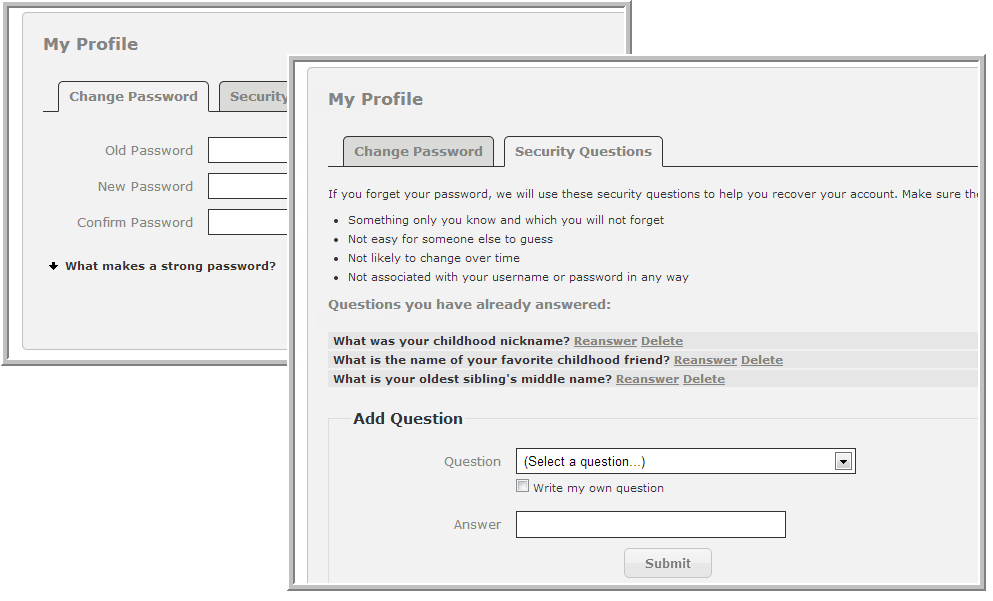 My Profile
Change Password
Security
Old Password
New Password
Confirm Password
What makes a strong password?
My Profile
Change Password
Security Questions
If you forget your password, we will use these security questions to help you recover your account. Make sure
• Something only you know and which you will not forget
• Not easy for someone else to guess
• Not likely to change over time
• Not associated with your username or password in any way
Questions you have already answered:
What was your childhood nickname? Reanswer Delete
What is the name of your favorite childhood friend? Reanswer Delete
What is your oldest sibling's middle name? Reanswer Delete
Add Question
Question
(Select a question...)
Write my own question
Answer
Submit